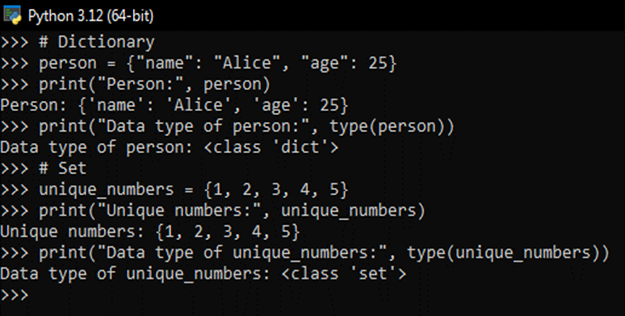 Python 3.12 (64-bit)
>>> # Dictionary
>>> person = {"name": "Alice", "age": 25}
>>> print("Person:", person)
Person: {'name': 'Alice', 'age': 25}
>>> print("Data type of person:", type(person))
Data type of person: <class 'dict'>
>>> # Set
>>> unique_numbers = {1, 2, 3, 4, 5}
>>> print("Unique numbers:", unique_numbers)
Unique numbers: {1, 2, 3, 4, 5}
>>> print("Data type of unique_numbers:", type(unique_numbers))
Data type of unique_numbers: <class 'set'>
>>>